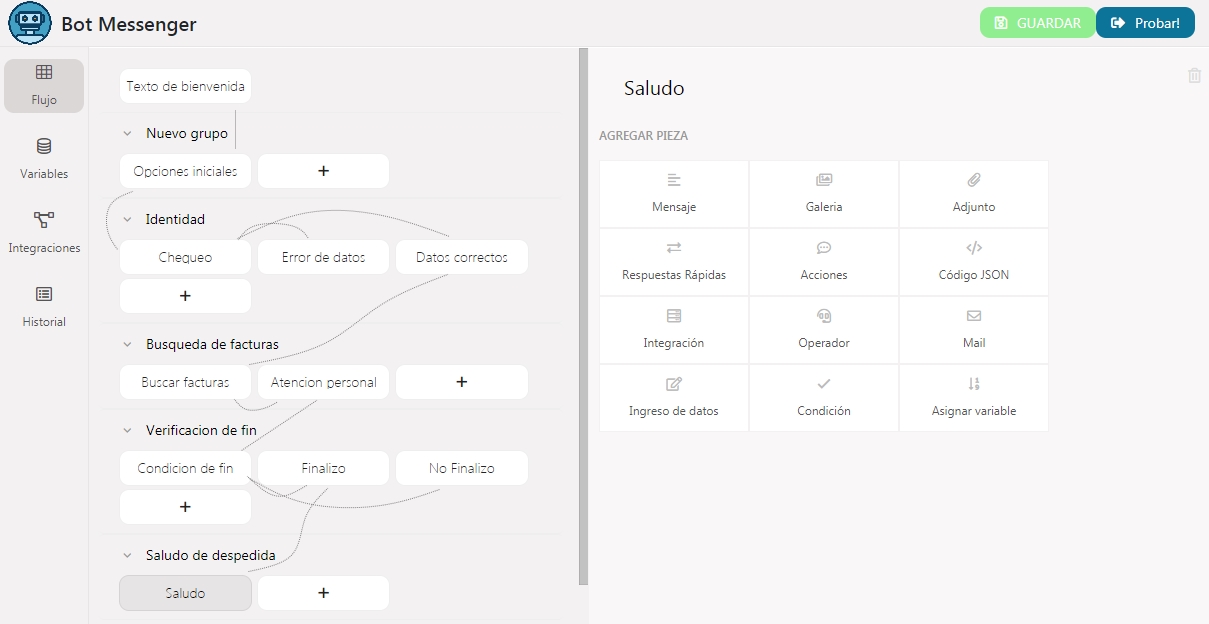 Bot Messenger
GUARDAR
Probar!
Flujo
Variables
Integraciones
Historial
Texto de bienvenida
Nuevo grupo
Opciones iniciales
+
Identidad
Chequeo
Error de datos
Datos correctos
+
Busqueda de facturas
Buscar facturas
Atencion personal
+
Verificacion de fin
Condicion de fin
Finalizo
No Finalizo
+
Saludo de despedida
Saludo
+
Saludo
AGREGAR PIEZA
Mensaje
Galeria
Adjunto
Respuestas Rápidas
Acciones
Código JSON
Integración
Operador
Mail
Ingreso de datos
Condición
Asignar variable